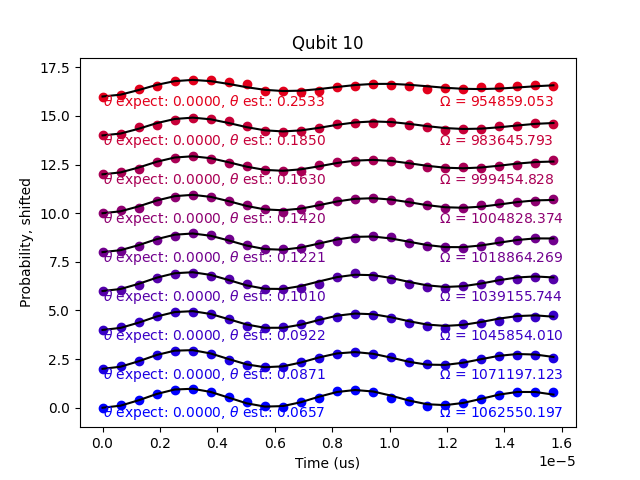 Qubit 10
Probability, shifted
17.5
15.0
12.5
10.0
7.5
5.0
2.5
0.0
θ expect: 0.0000, θ est.: 0.2533 Ω = 954859.053
θ expect: 0.0000, θ est.: 0.1850 Ω = 983645.793
θ expect: 0.0000, θ est.: 0.1630 Ω = 999454.828
θ expect: 0.0000, θ est.: 0.1420 Ω = 1004828.374
θ expect: 0.0000, θ est.: 0.1221 Ω = 1018864.269
θ expect: 0.0000, θ est.: 0.1010 Ω = 1039155.744
θ expect: 0.0000, θ est.: 0.0922 Ω = 1045854.010
θ expect: 0.0000, θ est.: 0.0871 Ω = 1071197.123
θ expect: 0.0000, θ est.: 0.0657 Ω = 1062550.197
0.0 0.2 0.4 0.6 0.8 1.0 1.2 1.4 1.6
1e−5
Time (us)